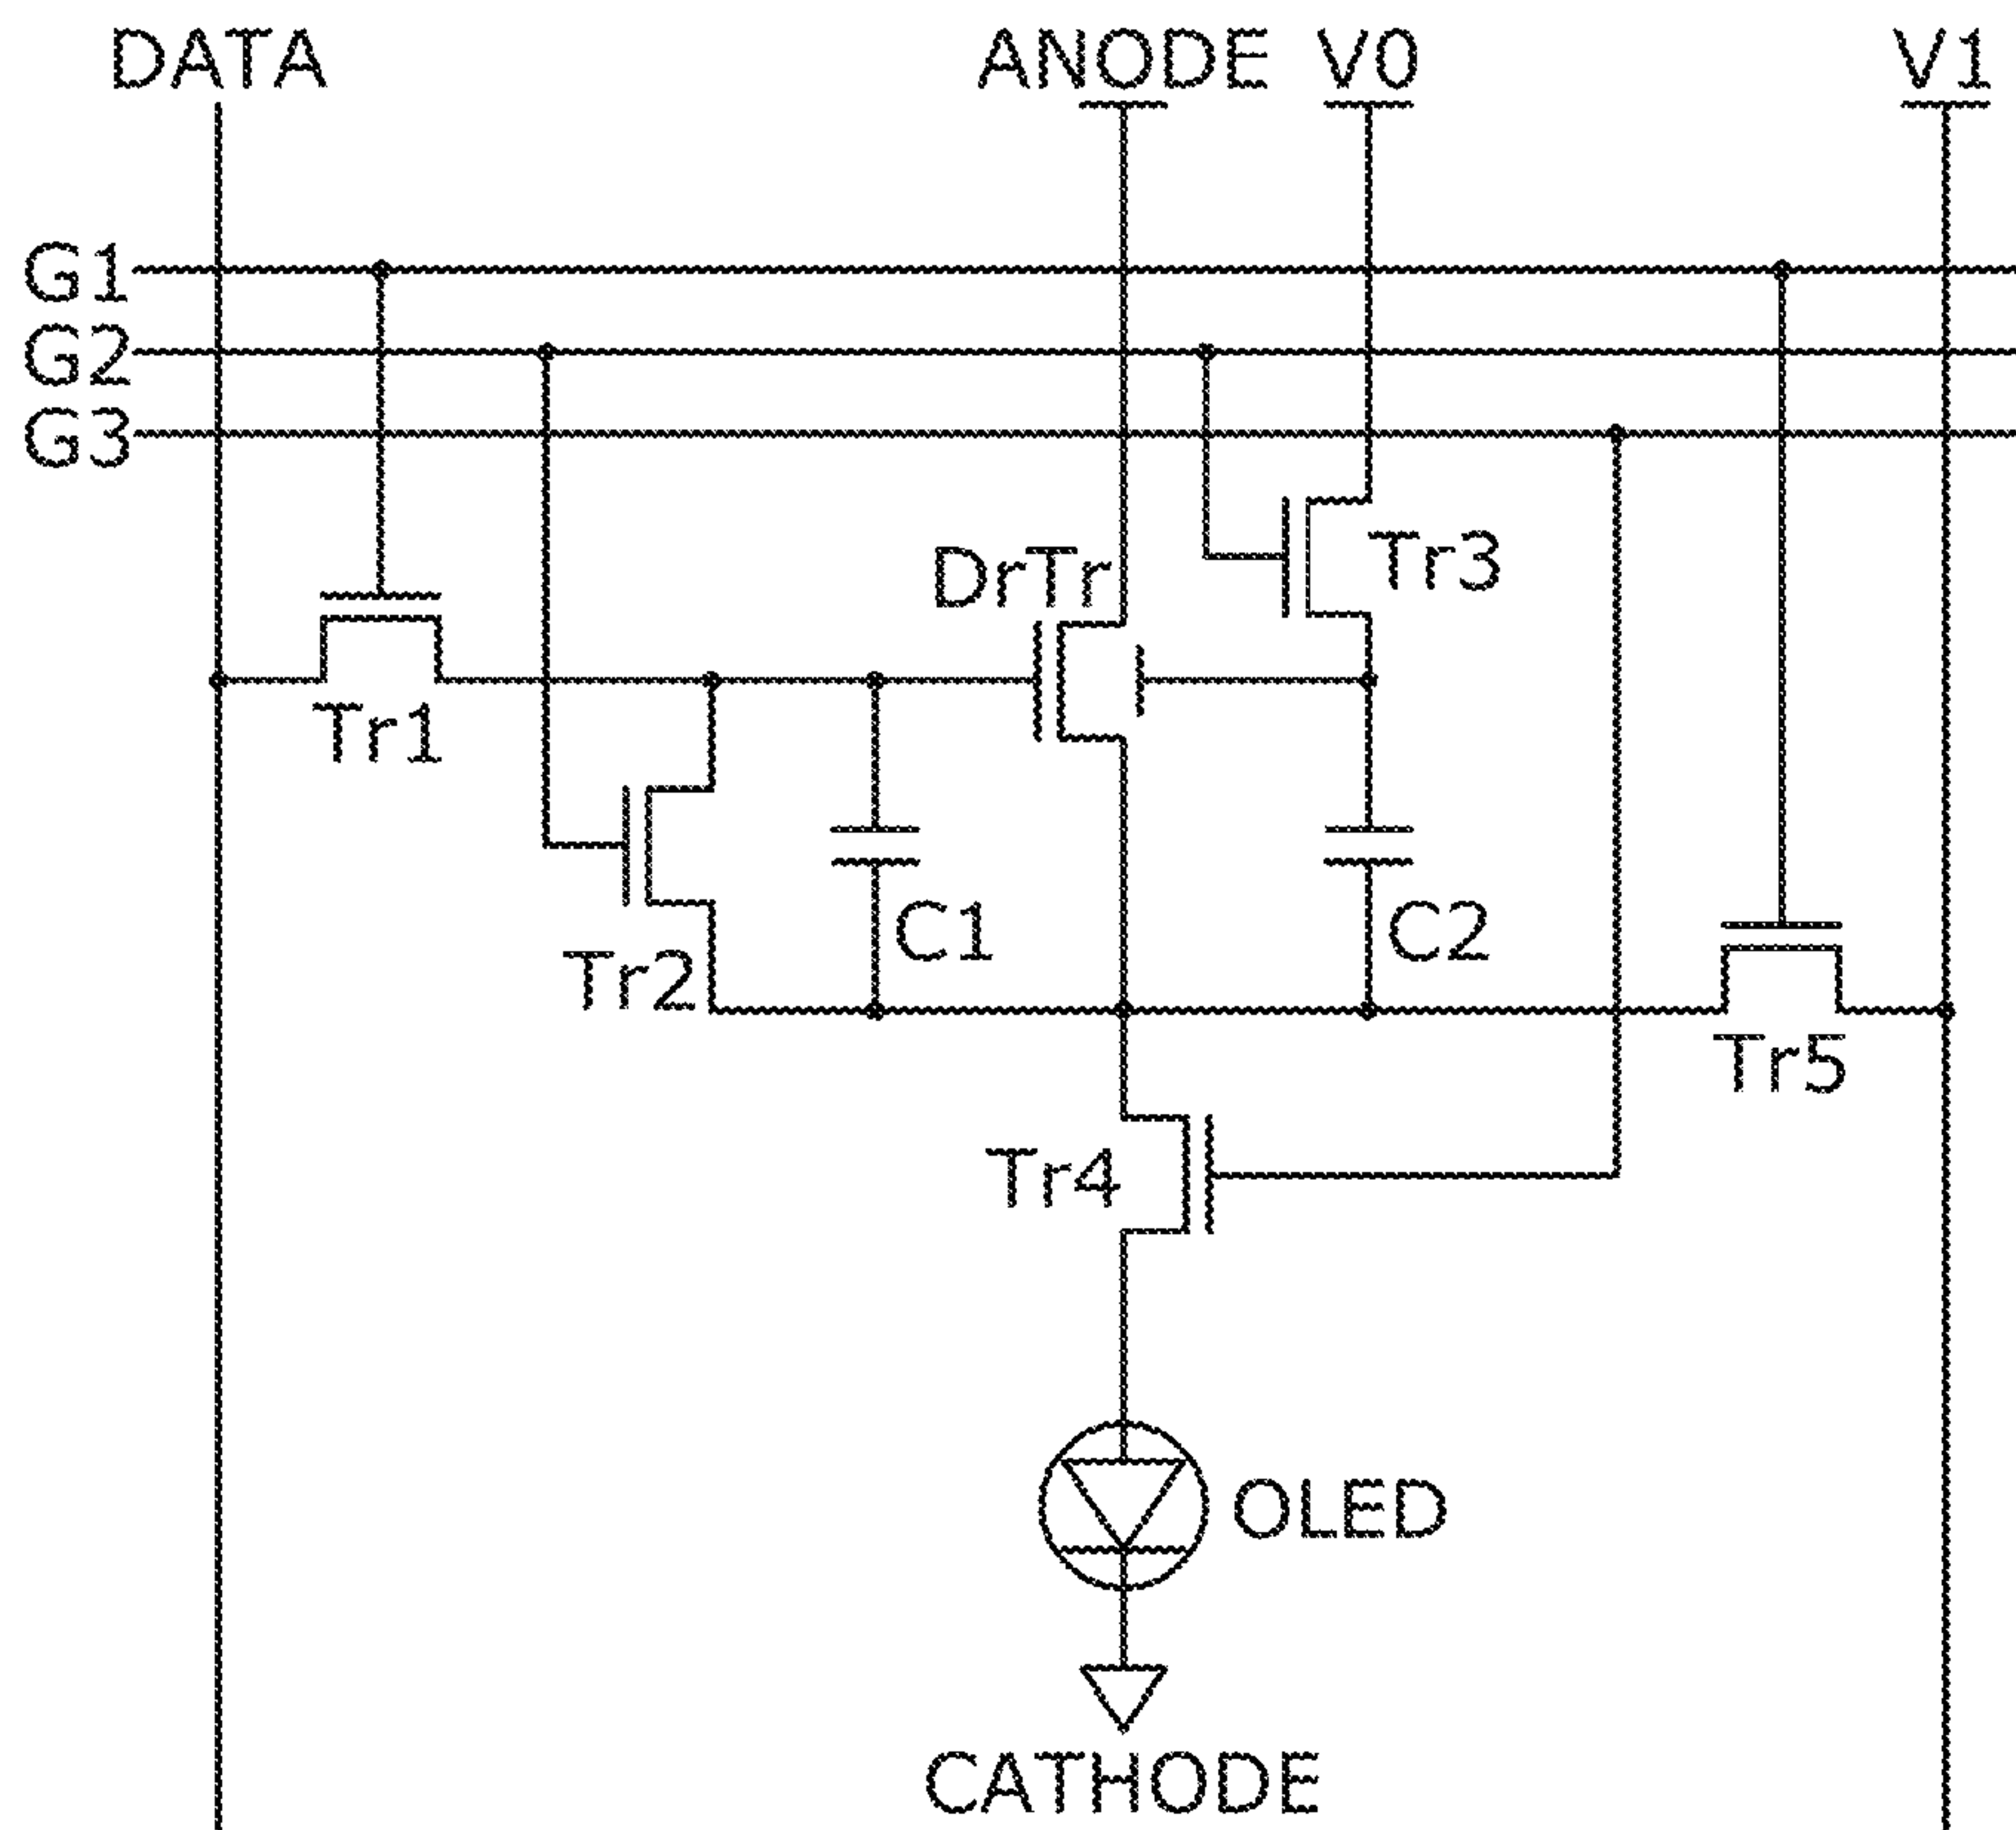 DATA
ANODE
V0
V1
G1
G2
G3
Tr3
DrTr
Tr1
C1
C2
Tr2
Tr5
Tr4
OLED
CATHODE